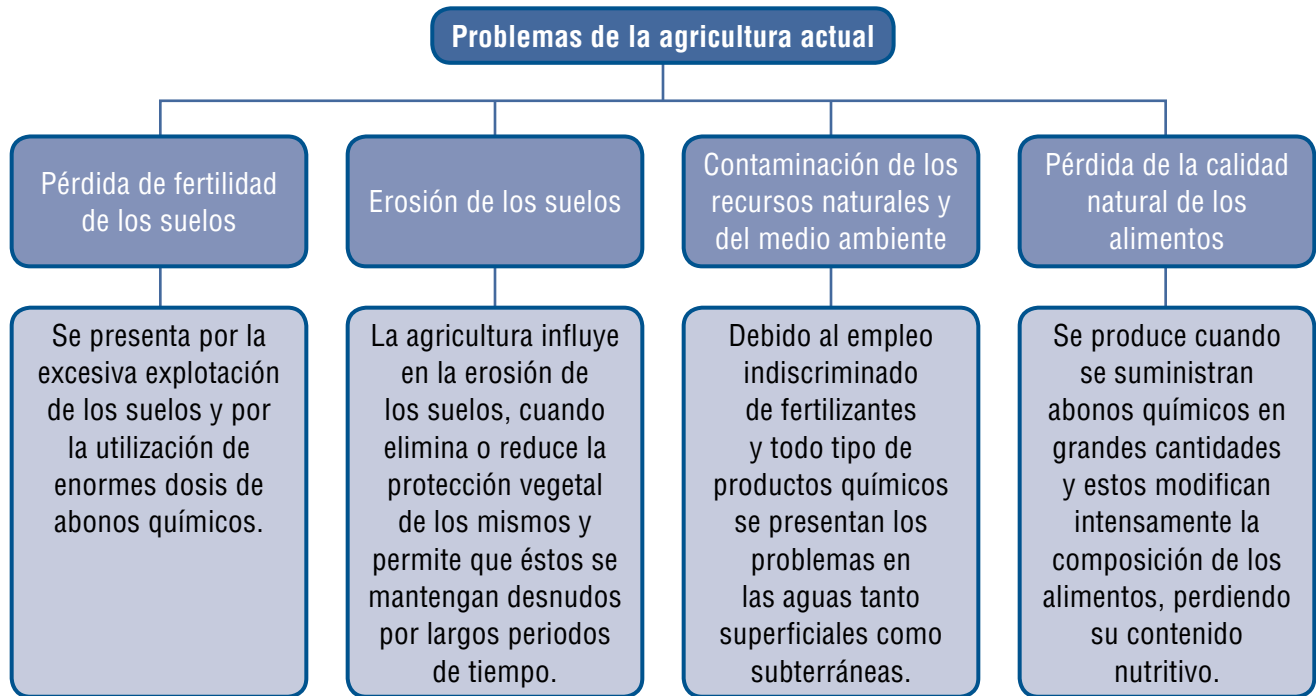 Problemas de la agricultura actual
Pérdida de fertilidad
de los suelos
Erosión de los suelos
Contaminación de los
recursos naturales y
del medio ambiente
Pérdida de la calidad
natural de los
alimentos
Se presenta por la
excesiva explotación
de los suelos y por
la utilización de
enormes dosis de
abonos químicos.
La agricultura influye
en la erosión de
los suelos, cuando
elimina o reduce la
protección vegetal
de los mismos y
permite que éstos se
mantengan desnudos
por largos periodos
de tiempo.
Debido al empleo
indiscriminado
de fertilizantes
y todo tipo de
productos químicos
se presentan los
problemas en
las aguas tanto
superficiales como
subterráneas.
Se produce cuando
se suministran
abonos químicos en
grandes cantidades
y estos modifican
intensamente la
composición de los
alimentos, perdiendo
su contenido
nutritivo.